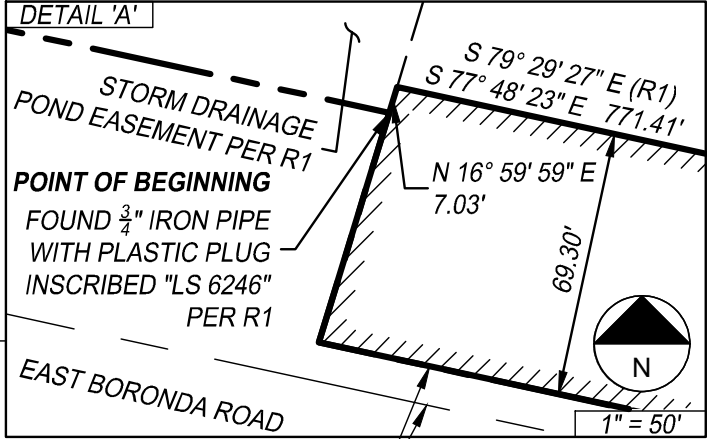 DETAIL 'A'
S 79° 29' 27" E (R1)
S 77° 48' 23" E 771.41'
STORM DRAINAGE
POND EASEMENT PER R1
POINT OF BEGINNING
FOUND ¾" IRON PIPE
WITH PLASTIC PLUG
INSCRIBED "LS 6246"
PER R1
N 16° 59' 59" E
7.03'
69.30'
EAST BORONDA ROAD
N
1" = 50'